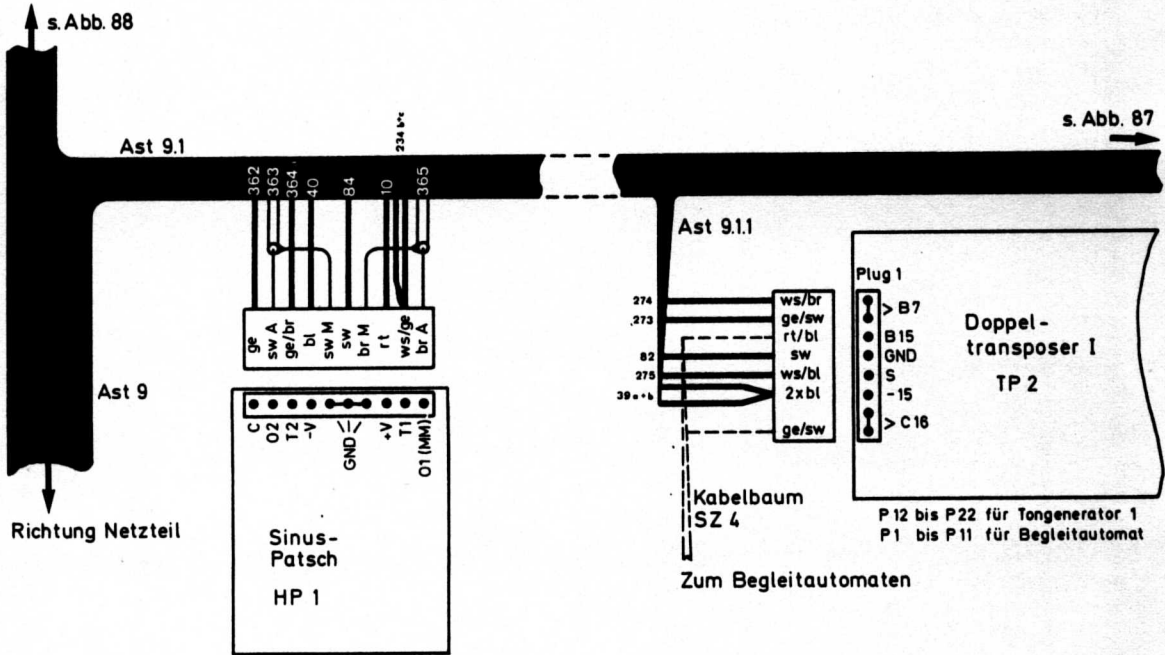 s. Abb. 88
s. Abb. 87
Ast 9.1
362
363
364
40
84
10
234 b+c
365
Ast 9.1.1
ge
sw A
ge/br
bl
sw M
sw
br M
rt
ws/ge
br A
Ast 9
C
O2
T2
-V
GND
+V
T1
O1 (MM)
Richtung Netzteil
Sinus-
Patsch
HP 1
274
273
82
275
39a+b
ws/br
ge/sw
rt/bl
sw
ws/bl
2xbl
ge/sw
Plug 1
> B7
B15
GND
S
-15
> C16
Doppel-
transposer I
TP 2
Kabelbaum
SZ 4
Zum Begleitautomaten
P12 bis P22 für Tongenerator 1
P1 bis P11 für Begleitautomat